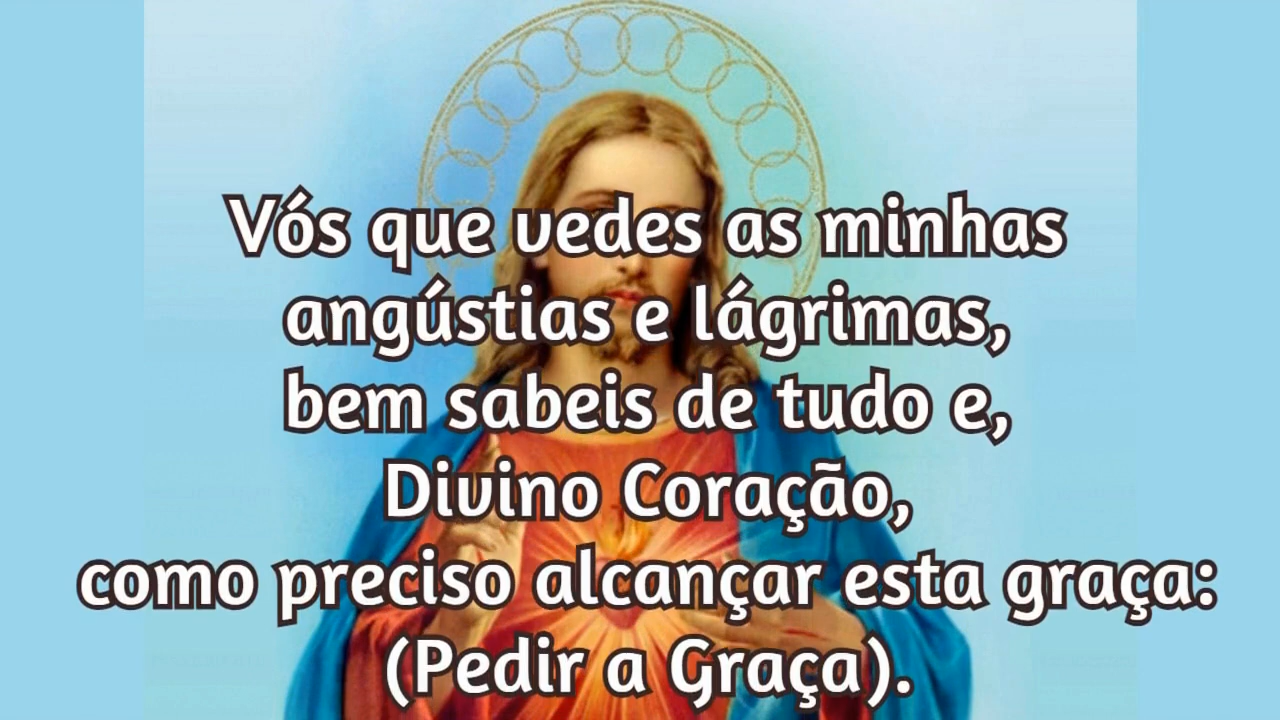 Vós que vedes as minhas
angústias e lágrimas,
bem sabeis de tudo e,
Divino Coração,
como preciso alcançar esta graça:
(Pedir a Graça).